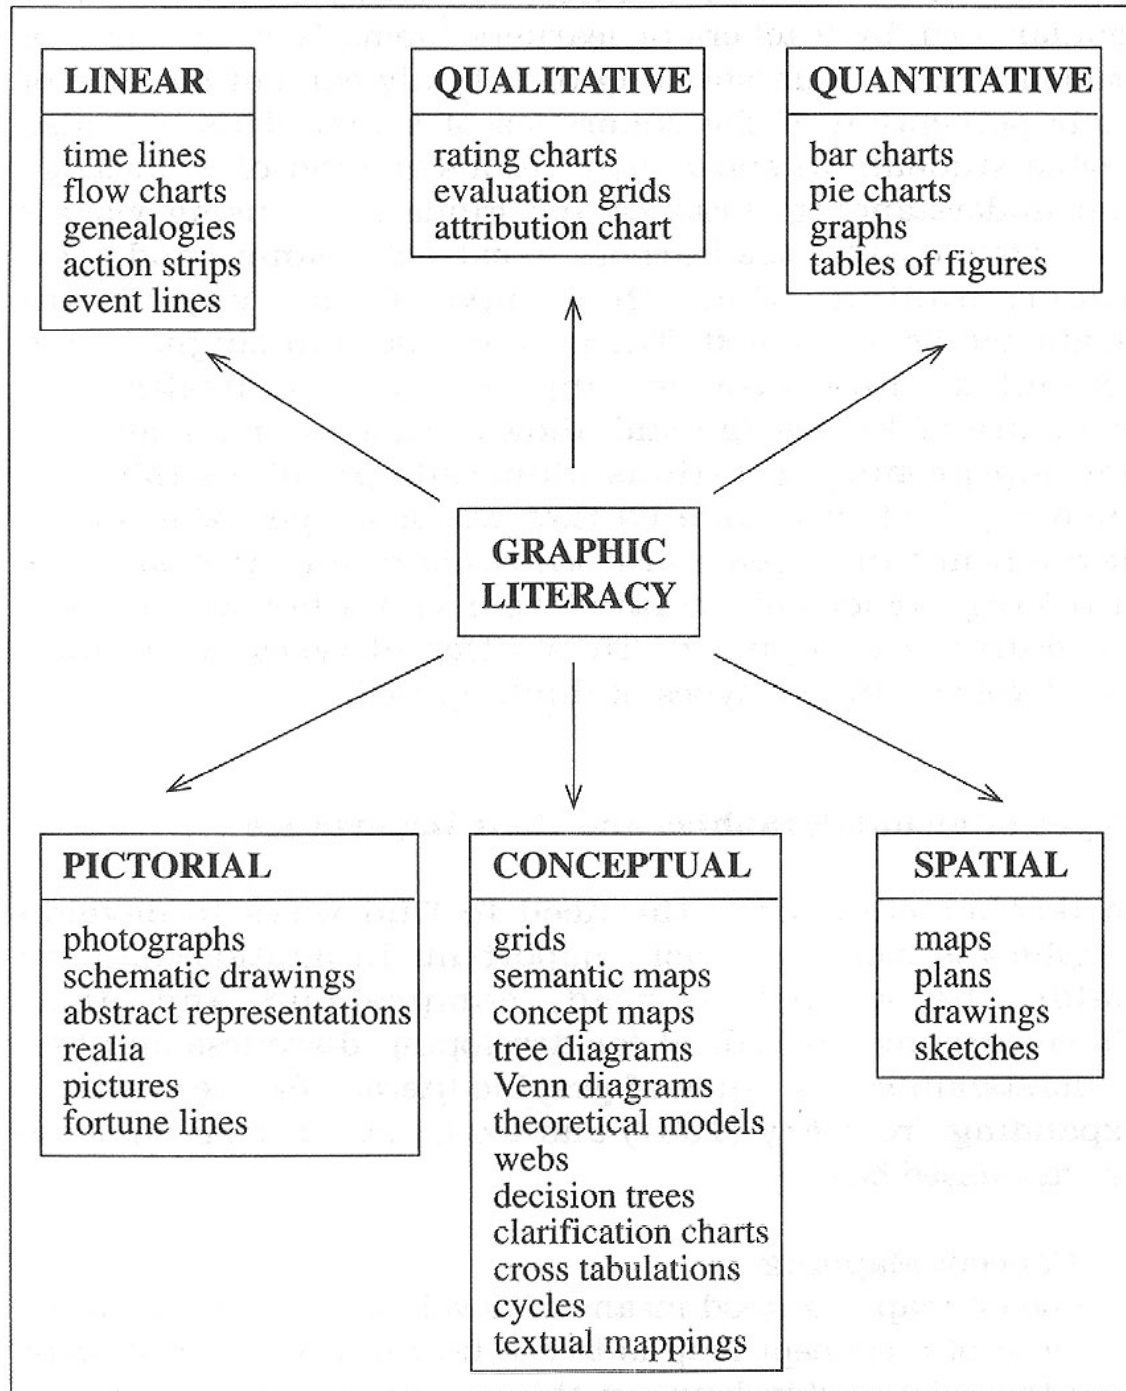 LINEAR
time lines
flow charts
genealogies
action strips
event lines
QUALITATIVE
rating charts
evaluation grids
attribution chart
QUANTITATIVE
bar charts
pie charts
graphs
tables of figures
GRAPHIC
LITERACY
PICTORIAL
photographs
schematic drawings
abstract representations
realia
pictures
fortune lines
CONCEPTUAL
grids
semantic maps
concept maps
tree diagrams
Venn diagrams
theoretical models
webs
decision trees
clarification charts
cross tabulations
cycles
textual mappings
SPATIAL
maps
plans
drawings
sketches